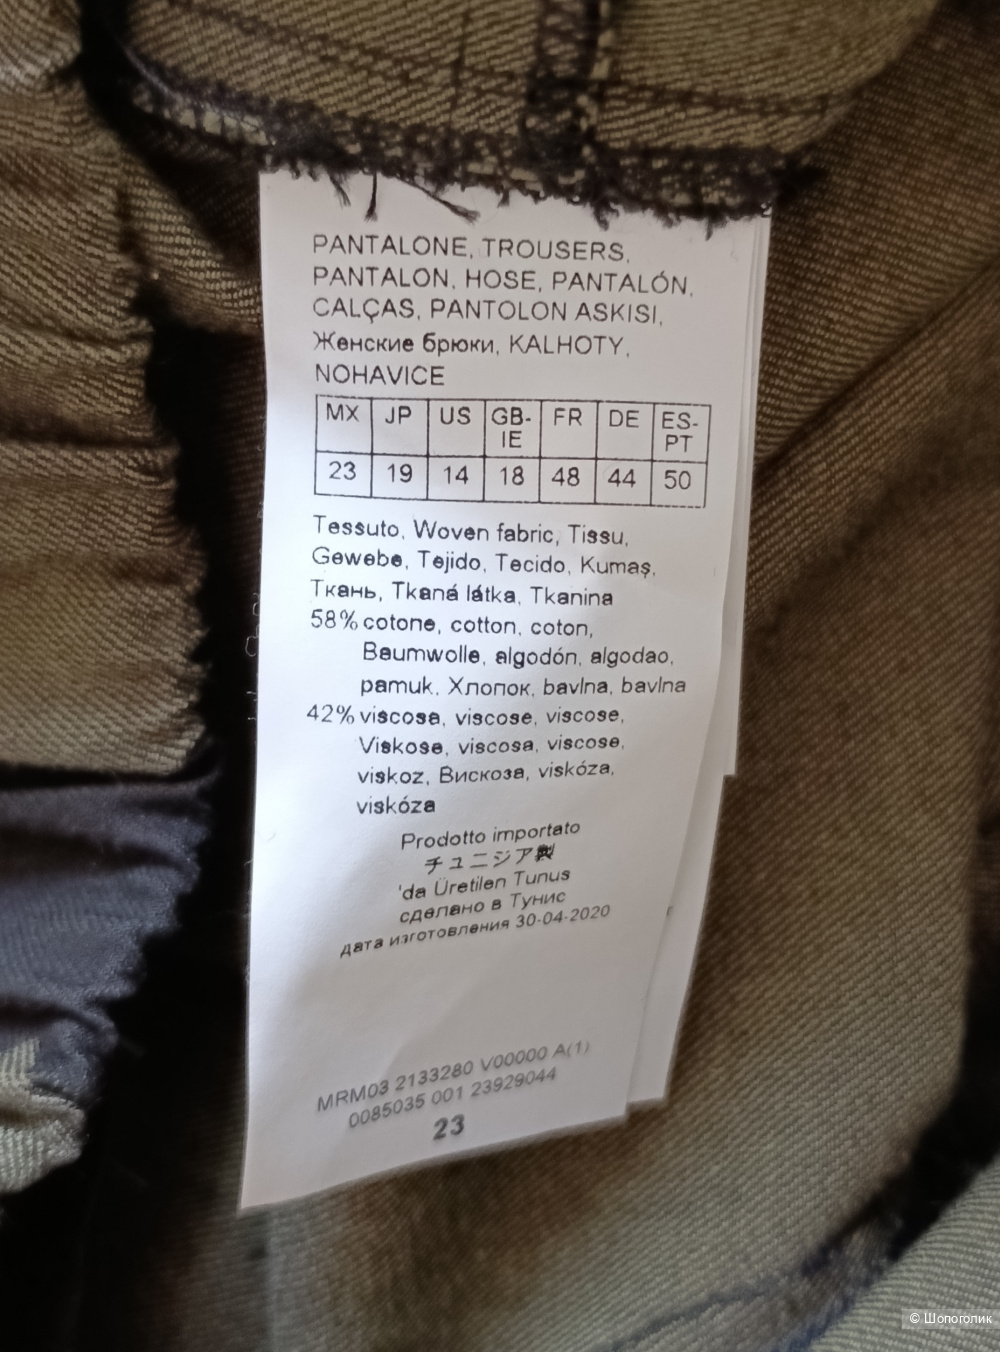 PANTALONE, TROUSERS,
PANTALON, HOSE, PANTALÓN,
CALÇAS, PANTOLON ASKISI,
Женские брюки, KALHOTY,
NOHAVICE
MX JP US GB-IE FR DE ES-PT
23 19 14 18 48 44 50
Tessuto, Woven fabric, Tissu,
Gewebe, Tejido, Tecido, Kumaş,
Ткань, Tkaná látka, Tkanina
58% cotone, cotton, coton,
Baumwolle, algodón, algodao,
pamuk, Хлопок, bavlna, bavlna
42% viscosa, viscose, viscose,
Viskose, viscosa, viscose,
viskoz, Вискоза, viskóza,
viskóza
Prodotto importato
チュニジア製
'da Üretilen Tunus
сделано в Тунис
дата изготовления 30-04-2020
MRM03 2133280 V00000 A(1)
0085035 001 23929044
23
© Шопоголик